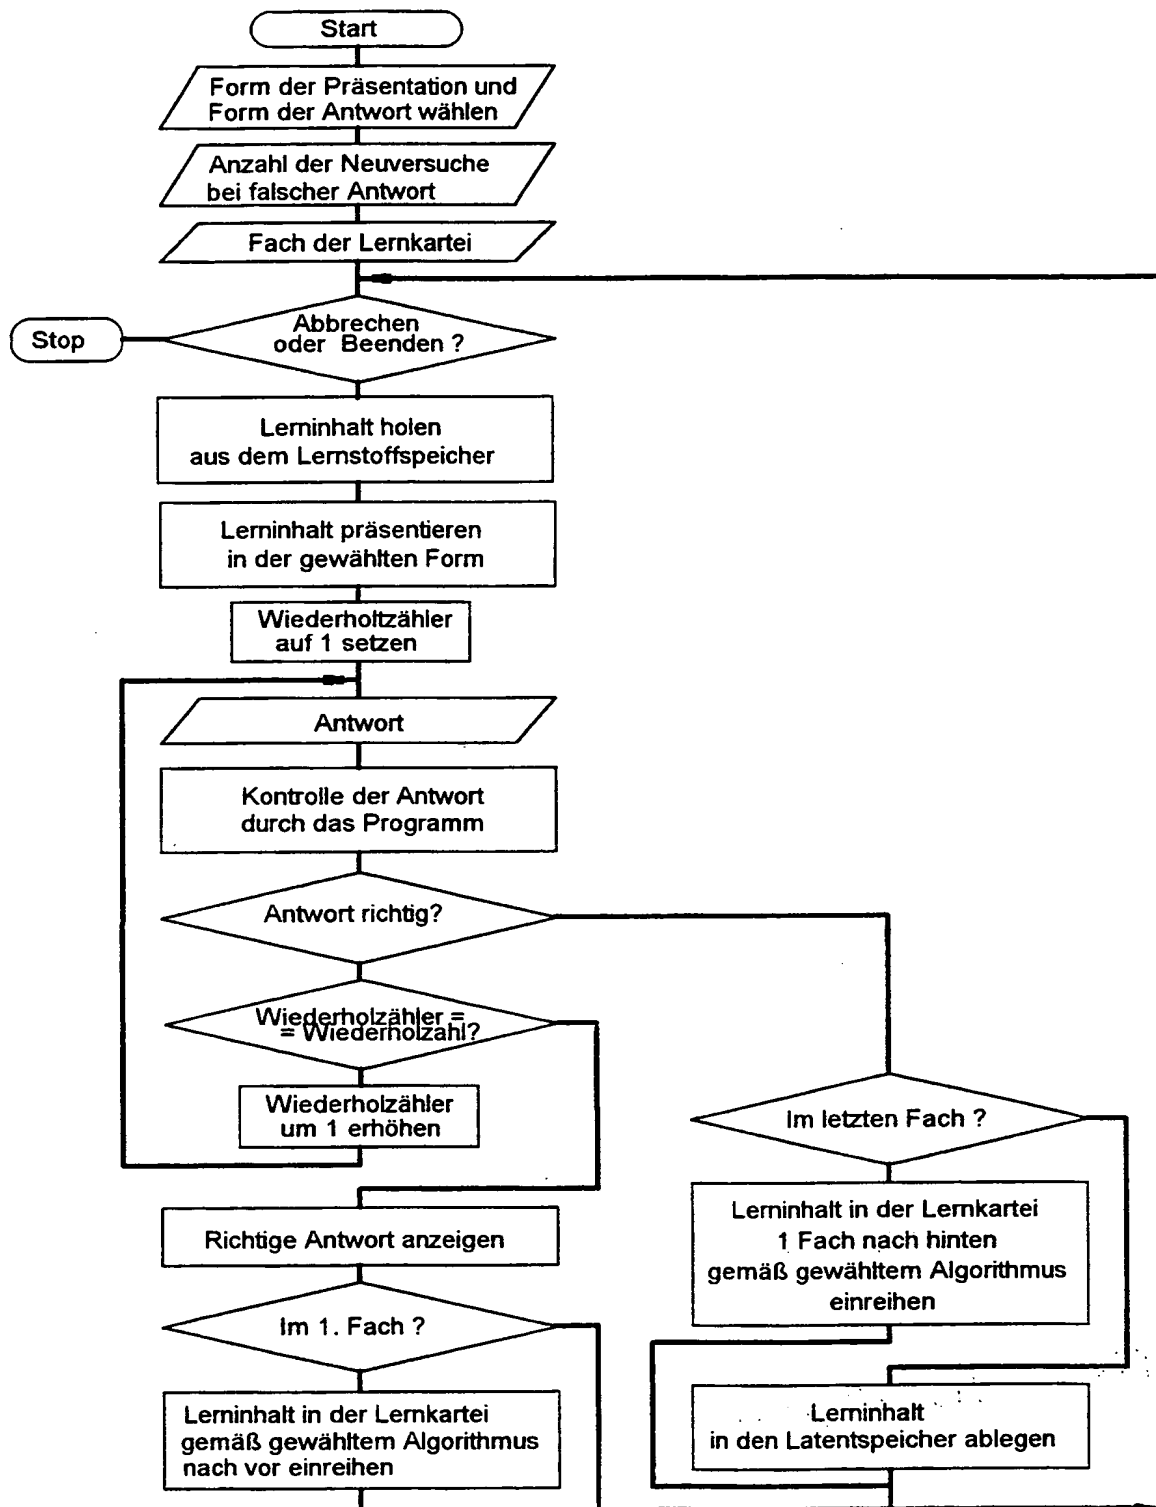 Start
Form der Präsentation und
Form der Antwort wählen
Anzahl der Neuversuche
bei falscher Antwort
Fach der Lernkartei
Abbrechen
oder Beenden ?
Stop
Lerninhalt holen
aus dem Lernstoffspeicher
Lerninhalt präsentieren
in der gewählten Form
Wiederholtzähler
auf 1 setzen
Antwort
Kontrolle der Antwort
durch das Programm
Antwort richtig?
Wiederholzähler =
= Wiederholzahl?
Wiederholzähler
um 1 erhöhen
Im letzten Fach ?
Lerninhalt in der Lernkartei
1 Fach nach hinten
gemäß gewähltem Algorithmus
einreihen
Richtige Antwort anzeigen
Im 1. Fach ?
Lerninhalt in der Lernkartei
gemäß gewähltem Algorithmus
nach vor einreihen
Lerninhalt
in den Latentspeicher ablegen